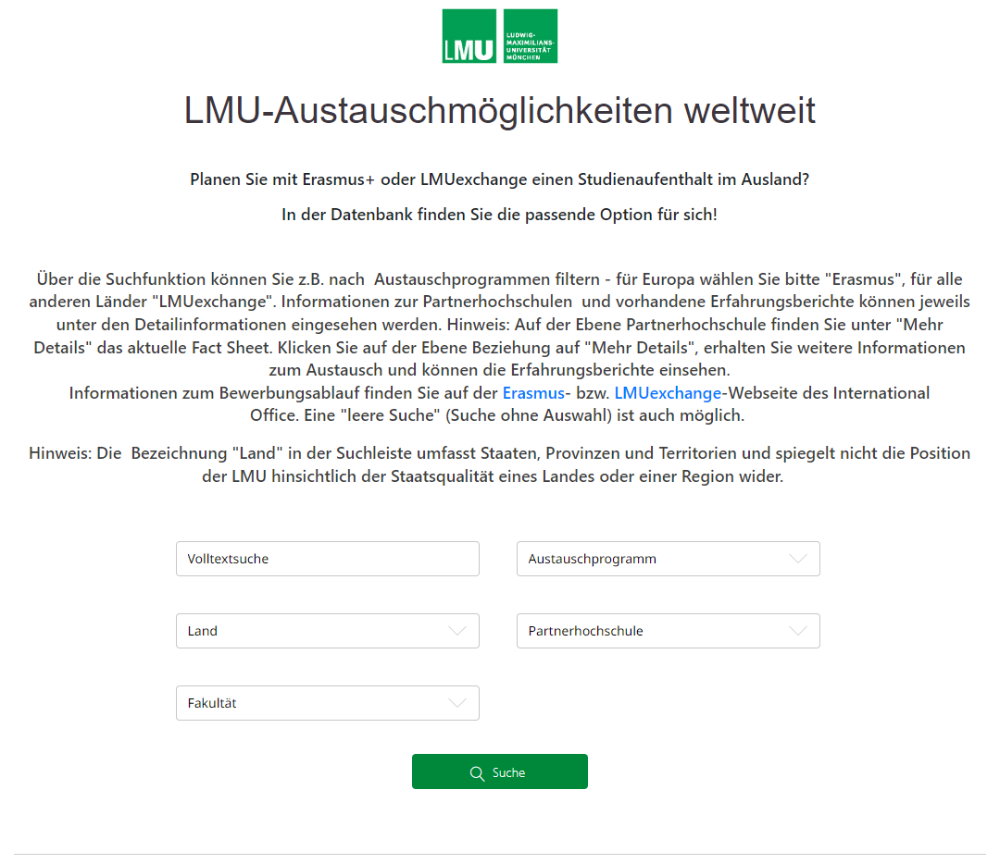 LMU
LUDWIG-
MAXIMILIANS-
UNIVERSITÄT
MÜNCHEN
LMU-Austauschmöglichkeiten weltweit
Planen Sie mit Erasmus+ oder LMUexchange einen Studienaufenthalt im Ausland?
In der Datenbank finden Sie die passende Option für sich!
Über die Suchfunktion können Sie z.B. nach  Austauschprogrammen filtern - für Europa wählen Sie bitte "Erasmus", für alle
anderen Länder "LMUexchange". Informationen zur Partnerhochschulen  und vorhandene Erfahrungsberichte können jeweils
unter den Detailinformationen eingesehen werden. Hinweis: Auf der Ebene Partnerhochschule finden Sie unter "Mehr
Details" das aktuelle Fact Sheet. Klicken Sie auf der Ebene Beziehung auf "Mehr Details", erhalten Sie weitere Informationen
zum Austausch und können die Erfahrungsberichte einsehen.
Informationen zum Bewerbungsablauf finden Sie auf der Erasmus- bzw. LMUexchange-Webseite des International
Office. Eine "leere Suche" (Suche ohne Auswahl) ist auch möglich.
Hinweis: Die  Bezeichnung "Land" in der Suchleiste umfasst Staaten, Provinzen und Territorien und spiegelt nicht die Position
der LMU hinsichtlich der Staatsqualität eines Landes oder einer Region wider.
Volltextsuche
Austauschprogramm
Land
Partnerhochschule
Fakultät
Suche